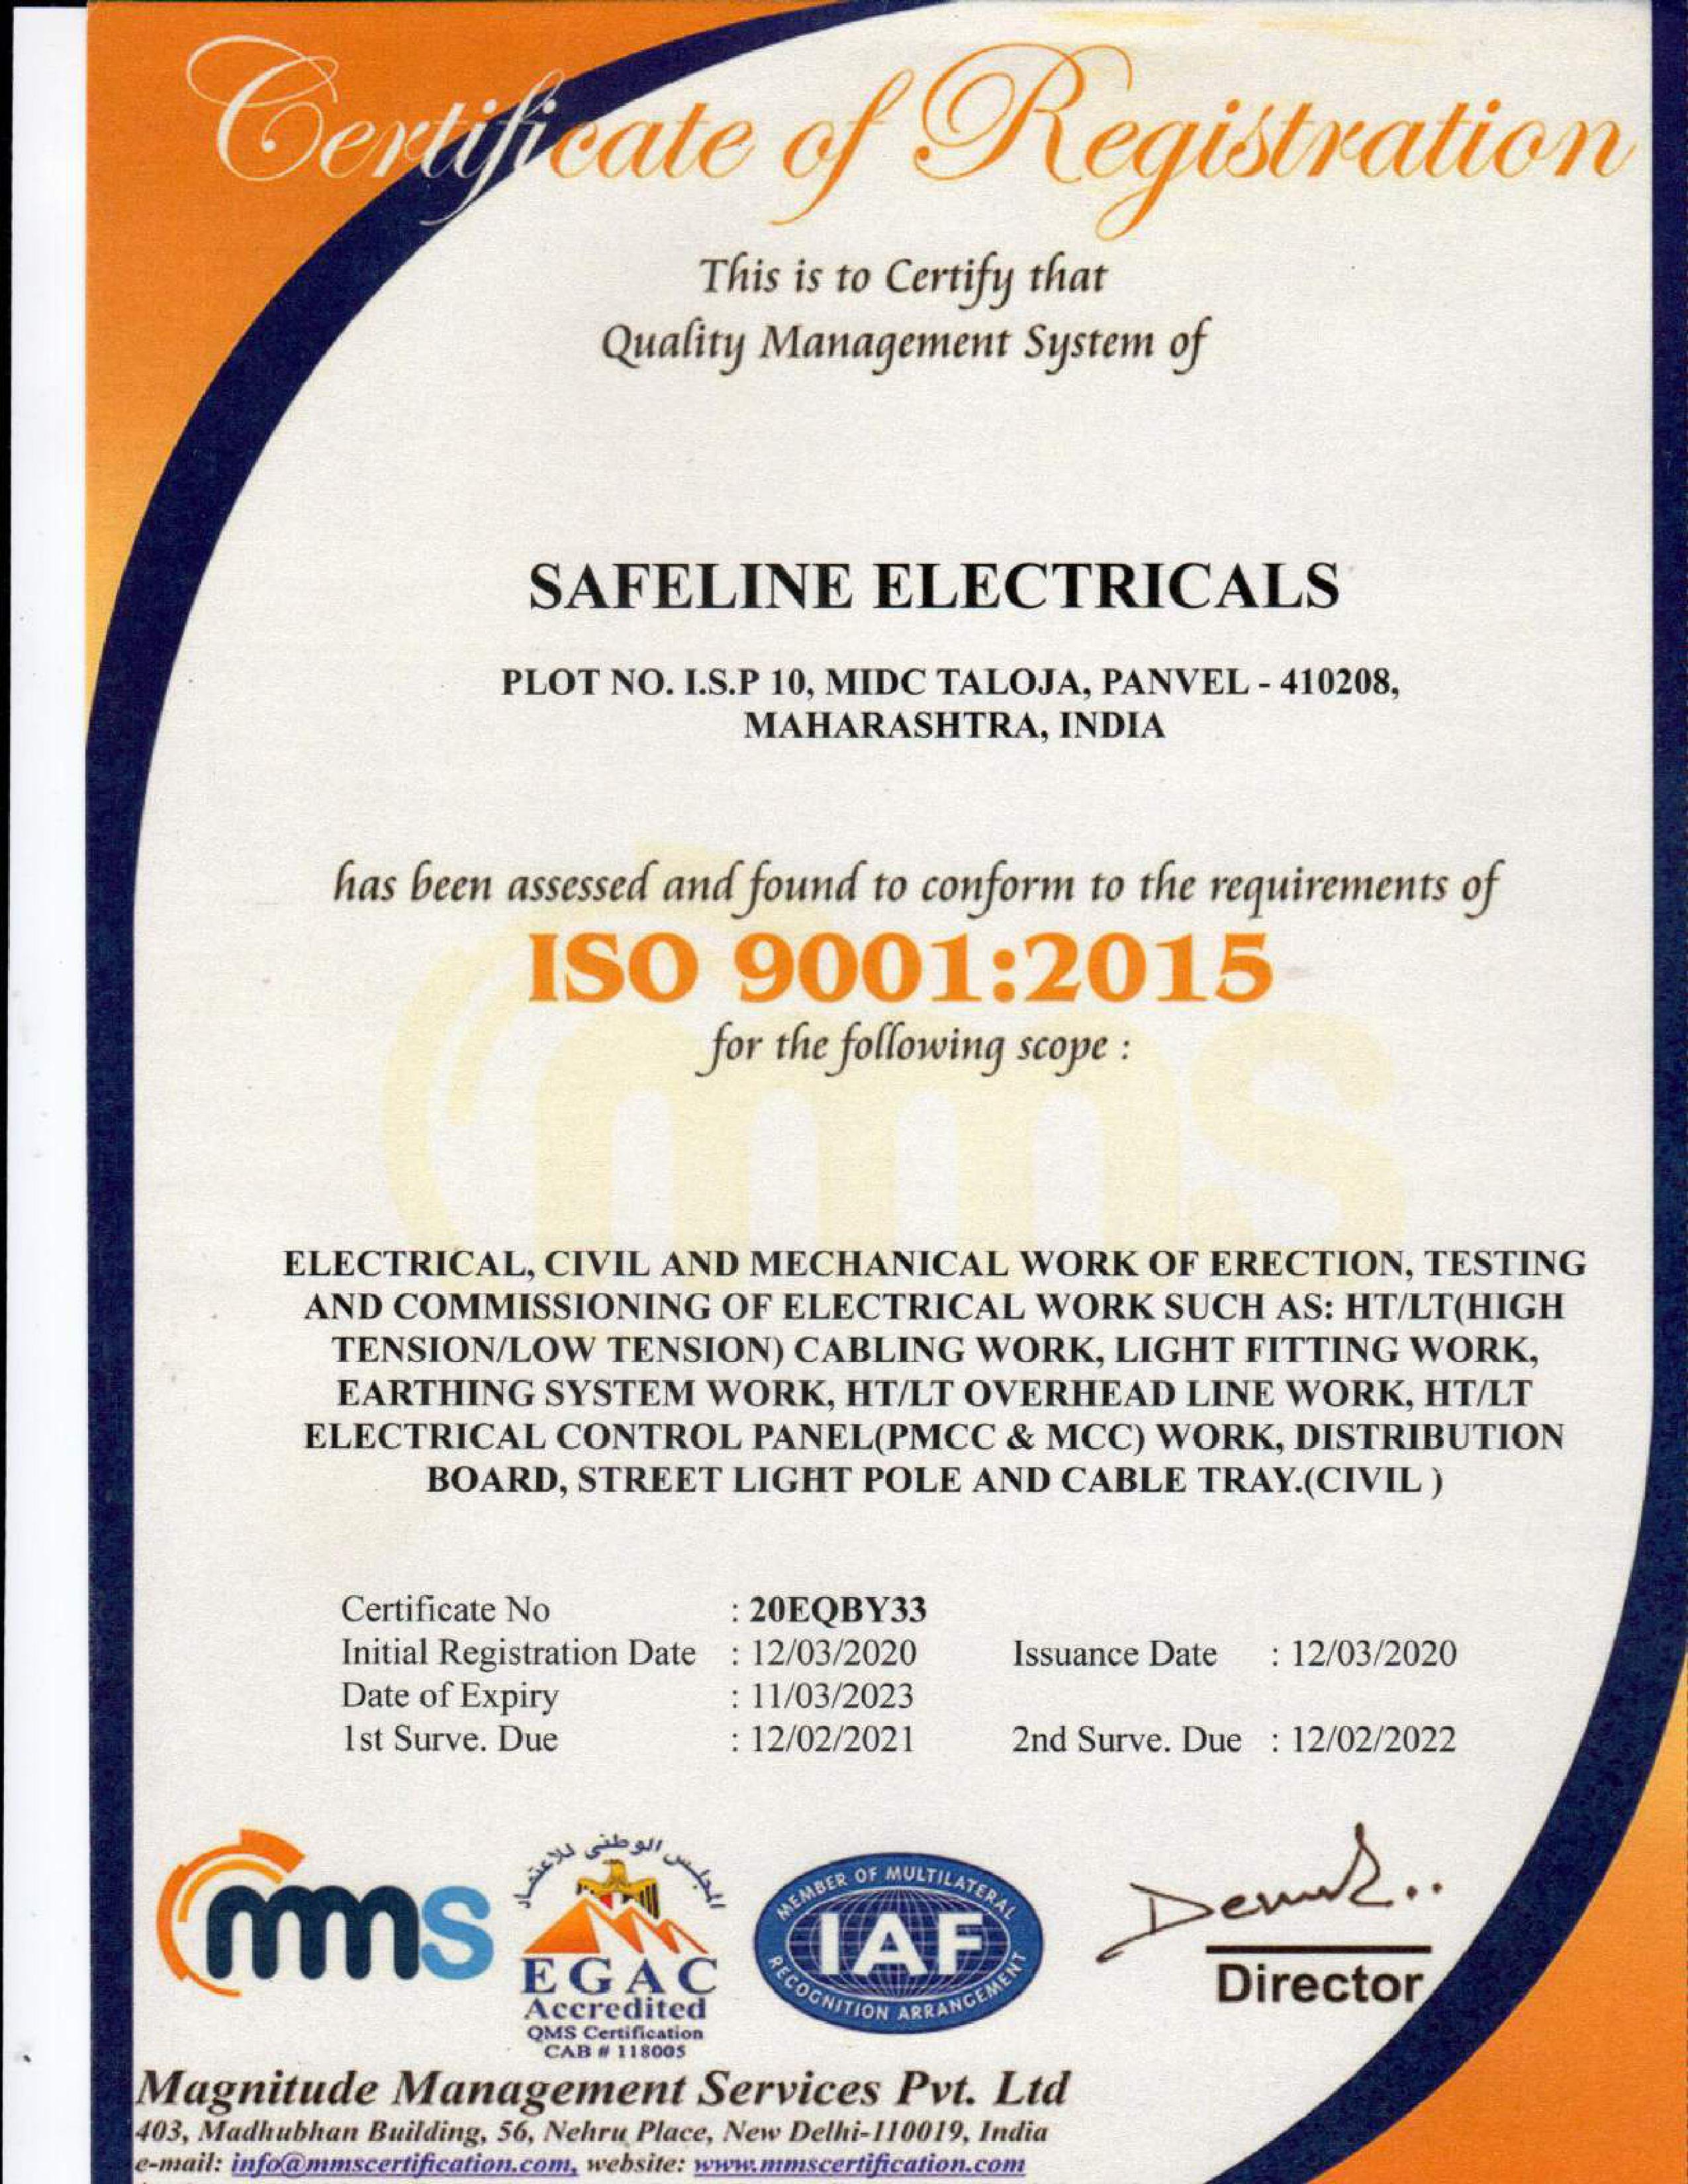 Certificate of Registration
This is to Certify that
Quality Management System of
SAFELINE ELECTRICALS
PLOT NO. I.S.P 10, MIDC TALOJA, PANVEL - 410208,
MAHARASHTRA, INDIA
has been assessed and found to conform to the requirements of
ISO 9001:2015
for the following scope :
mms
ELECTRICAL, CIVIL AND MECHANICAL WORK OF ERECTION, TESTING
AND COMMISSIONING OF ELECTRICAL WORK SUCH AS: HT/LT(HIGH
TENSION/LOW TENSION) CABLING WORK, LIGHT FITTING WORK,
EARTHING SYSTEM WORK, HT/LT OVERHEAD LINE WORK, HT/LT
ELECTRICAL CONTROL PANEL(PMCC & MCC) WORK, DISTRIBUTION
BOARD, STREET LIGHT POLE AND CABLE TRAY.(CIVIL )
Certificate No : 20EQBY33
Initial Registration Date : 12/03/2020 Issuance Date : 12/03/2020
Date of Expiry : 11/03/2023
1st Surve. Due : 12/02/2021 2nd Surve. Due : 12/02/2022
mms
المجلس الوطني للاعتماد
EGAC
Accredited
QMS Certification
CAB # 118005
MEMBER OF MULTILATERAL
IAF
RECOGNITION ARRANGEMENT
Director
Magnitude Management Services Pvt. Ltd
403, Madhubhan Building, 56, Nehru Place, New Delhi-110019, India
e-mail: info@mmscertification.com, website: www.mmscertification.com